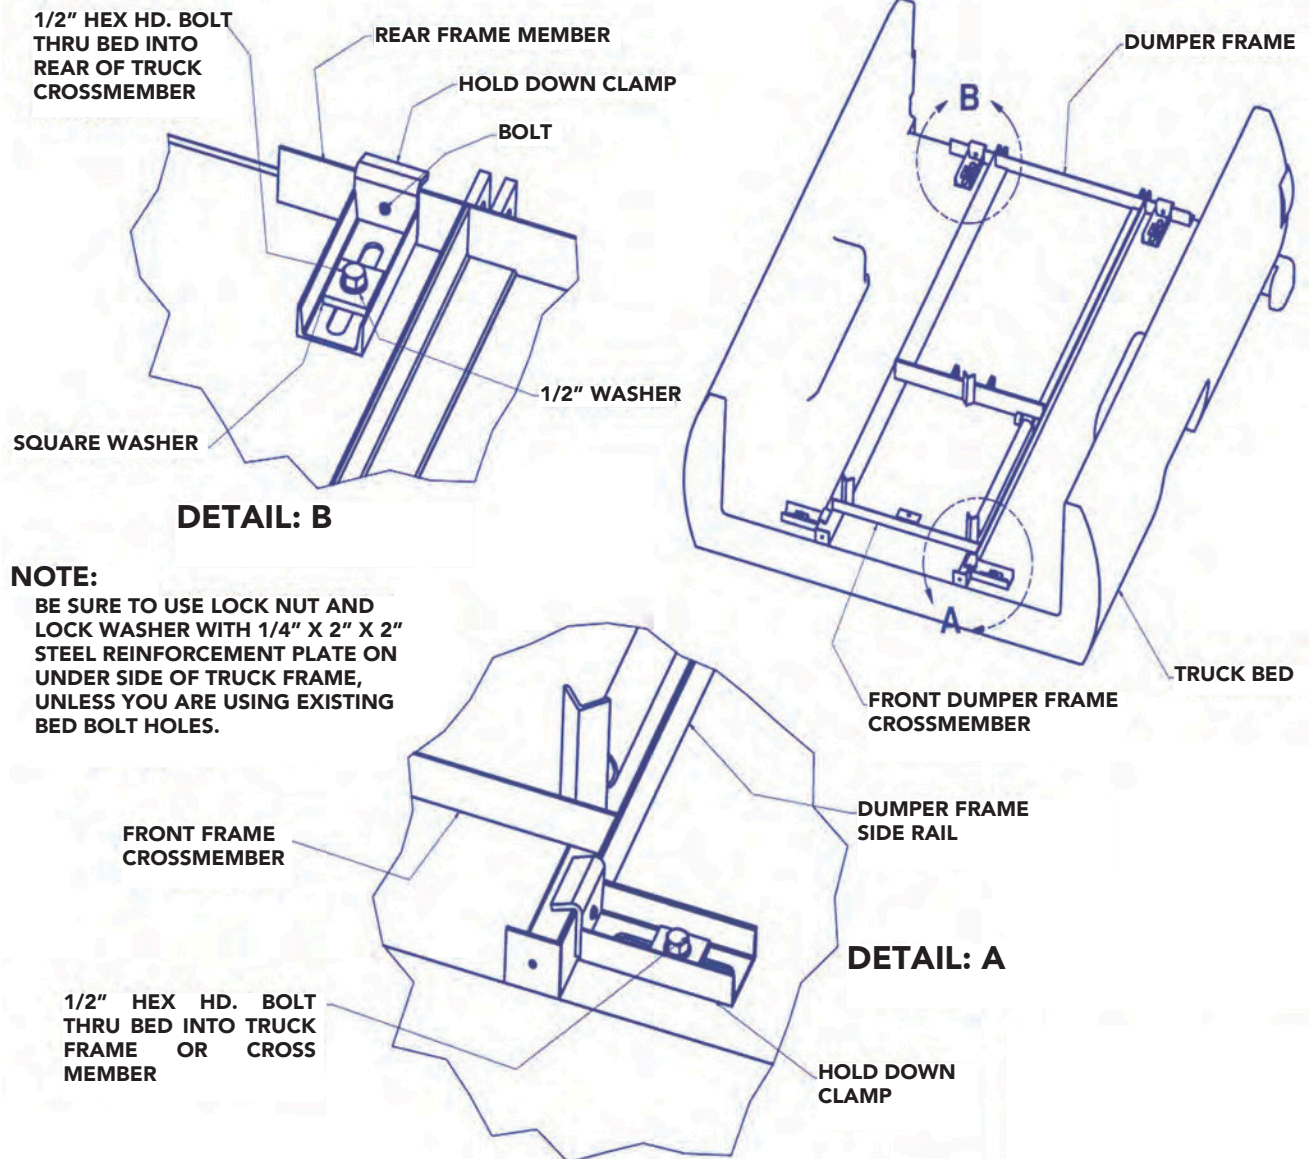 1/2” HEX HD. BOLT
THRU BED INTO
REAR OF TRUCK
CROSSMEMBER
REAR FRAME MEMBER
HOLD DOWN CLAMP
BOLT
1/2” WASHER
SQUARE WASHER
DETAIL: B
DUMPER FRAME
B
A
TRUCK BED
FRONT DUMPER FRAME
CROSSMEMBER
NOTE:
BE SURE TO USE LOCK NUT AND
LOCK WASHER WITH 1/4” X 2” X 2”
STEEL REINFORCEMENT PLATE ON
UNDER SIDE OF TRUCK FRAME,
UNLESS YOU ARE USING EXISTING
BED BOLT HOLES.
FRONT FRAME
CROSSMEMBER
DUMPER FRAME
SIDE RAIL
DETAIL: A
1/2” HEX HD. BOLT
THRU BED INTO TRUCK
FRAME OR CROSS
MEMBER
HOLD DOWN
CLAMP